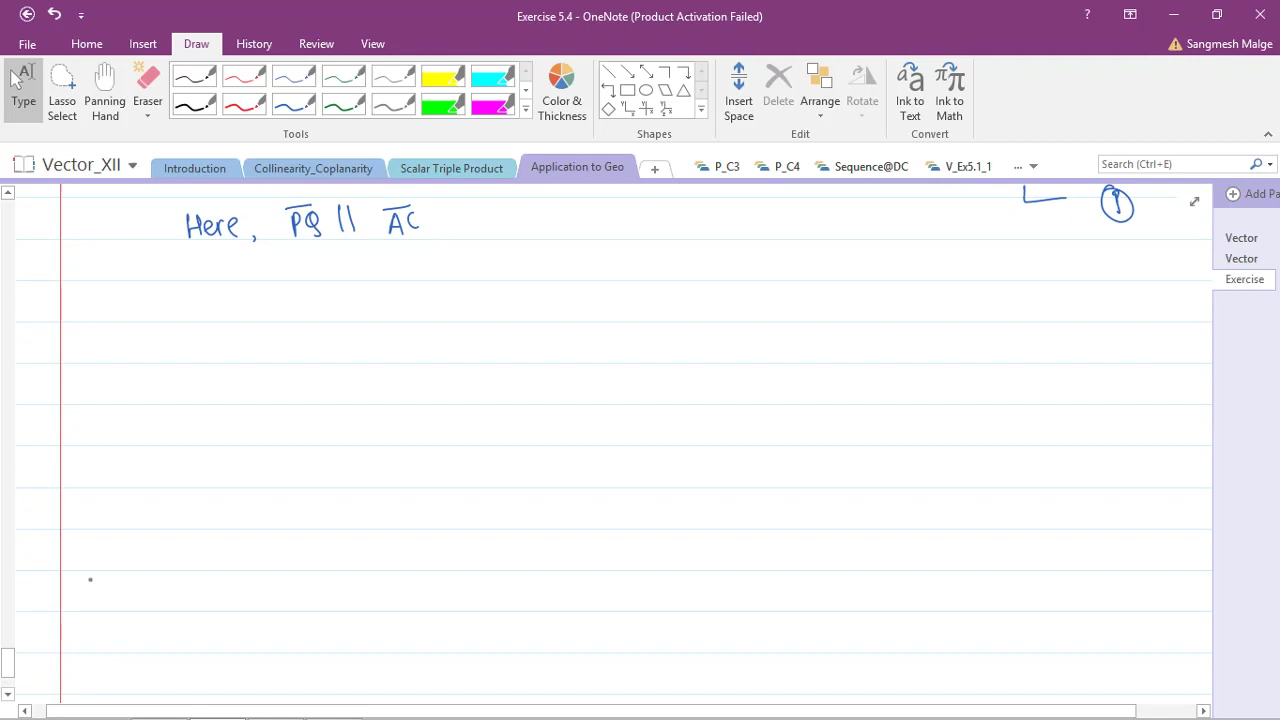 Exercise 5.4 - OneNote (Product Activation Failed)
?
File Home Insert Draw History Review View Sangmesh Malge
Type
Lasso Select
Panning Hand
Eraser
Color & Thickness
Insert Space
Delete
Arrange
Rotate
Ink to Text
Ink to Math
Tools Shapes Edit Convert
Vector_XII Introduction Collinearity_Coplanarity Scalar Triple Product Application to Geo + P_C3 P_C4 Sequence@DC V_Ex5.1_1 ... Search (Ctrl+E)
Add Pa
Vector
Vector
Exercise
Here, P̅Q̅ || A̅C̅